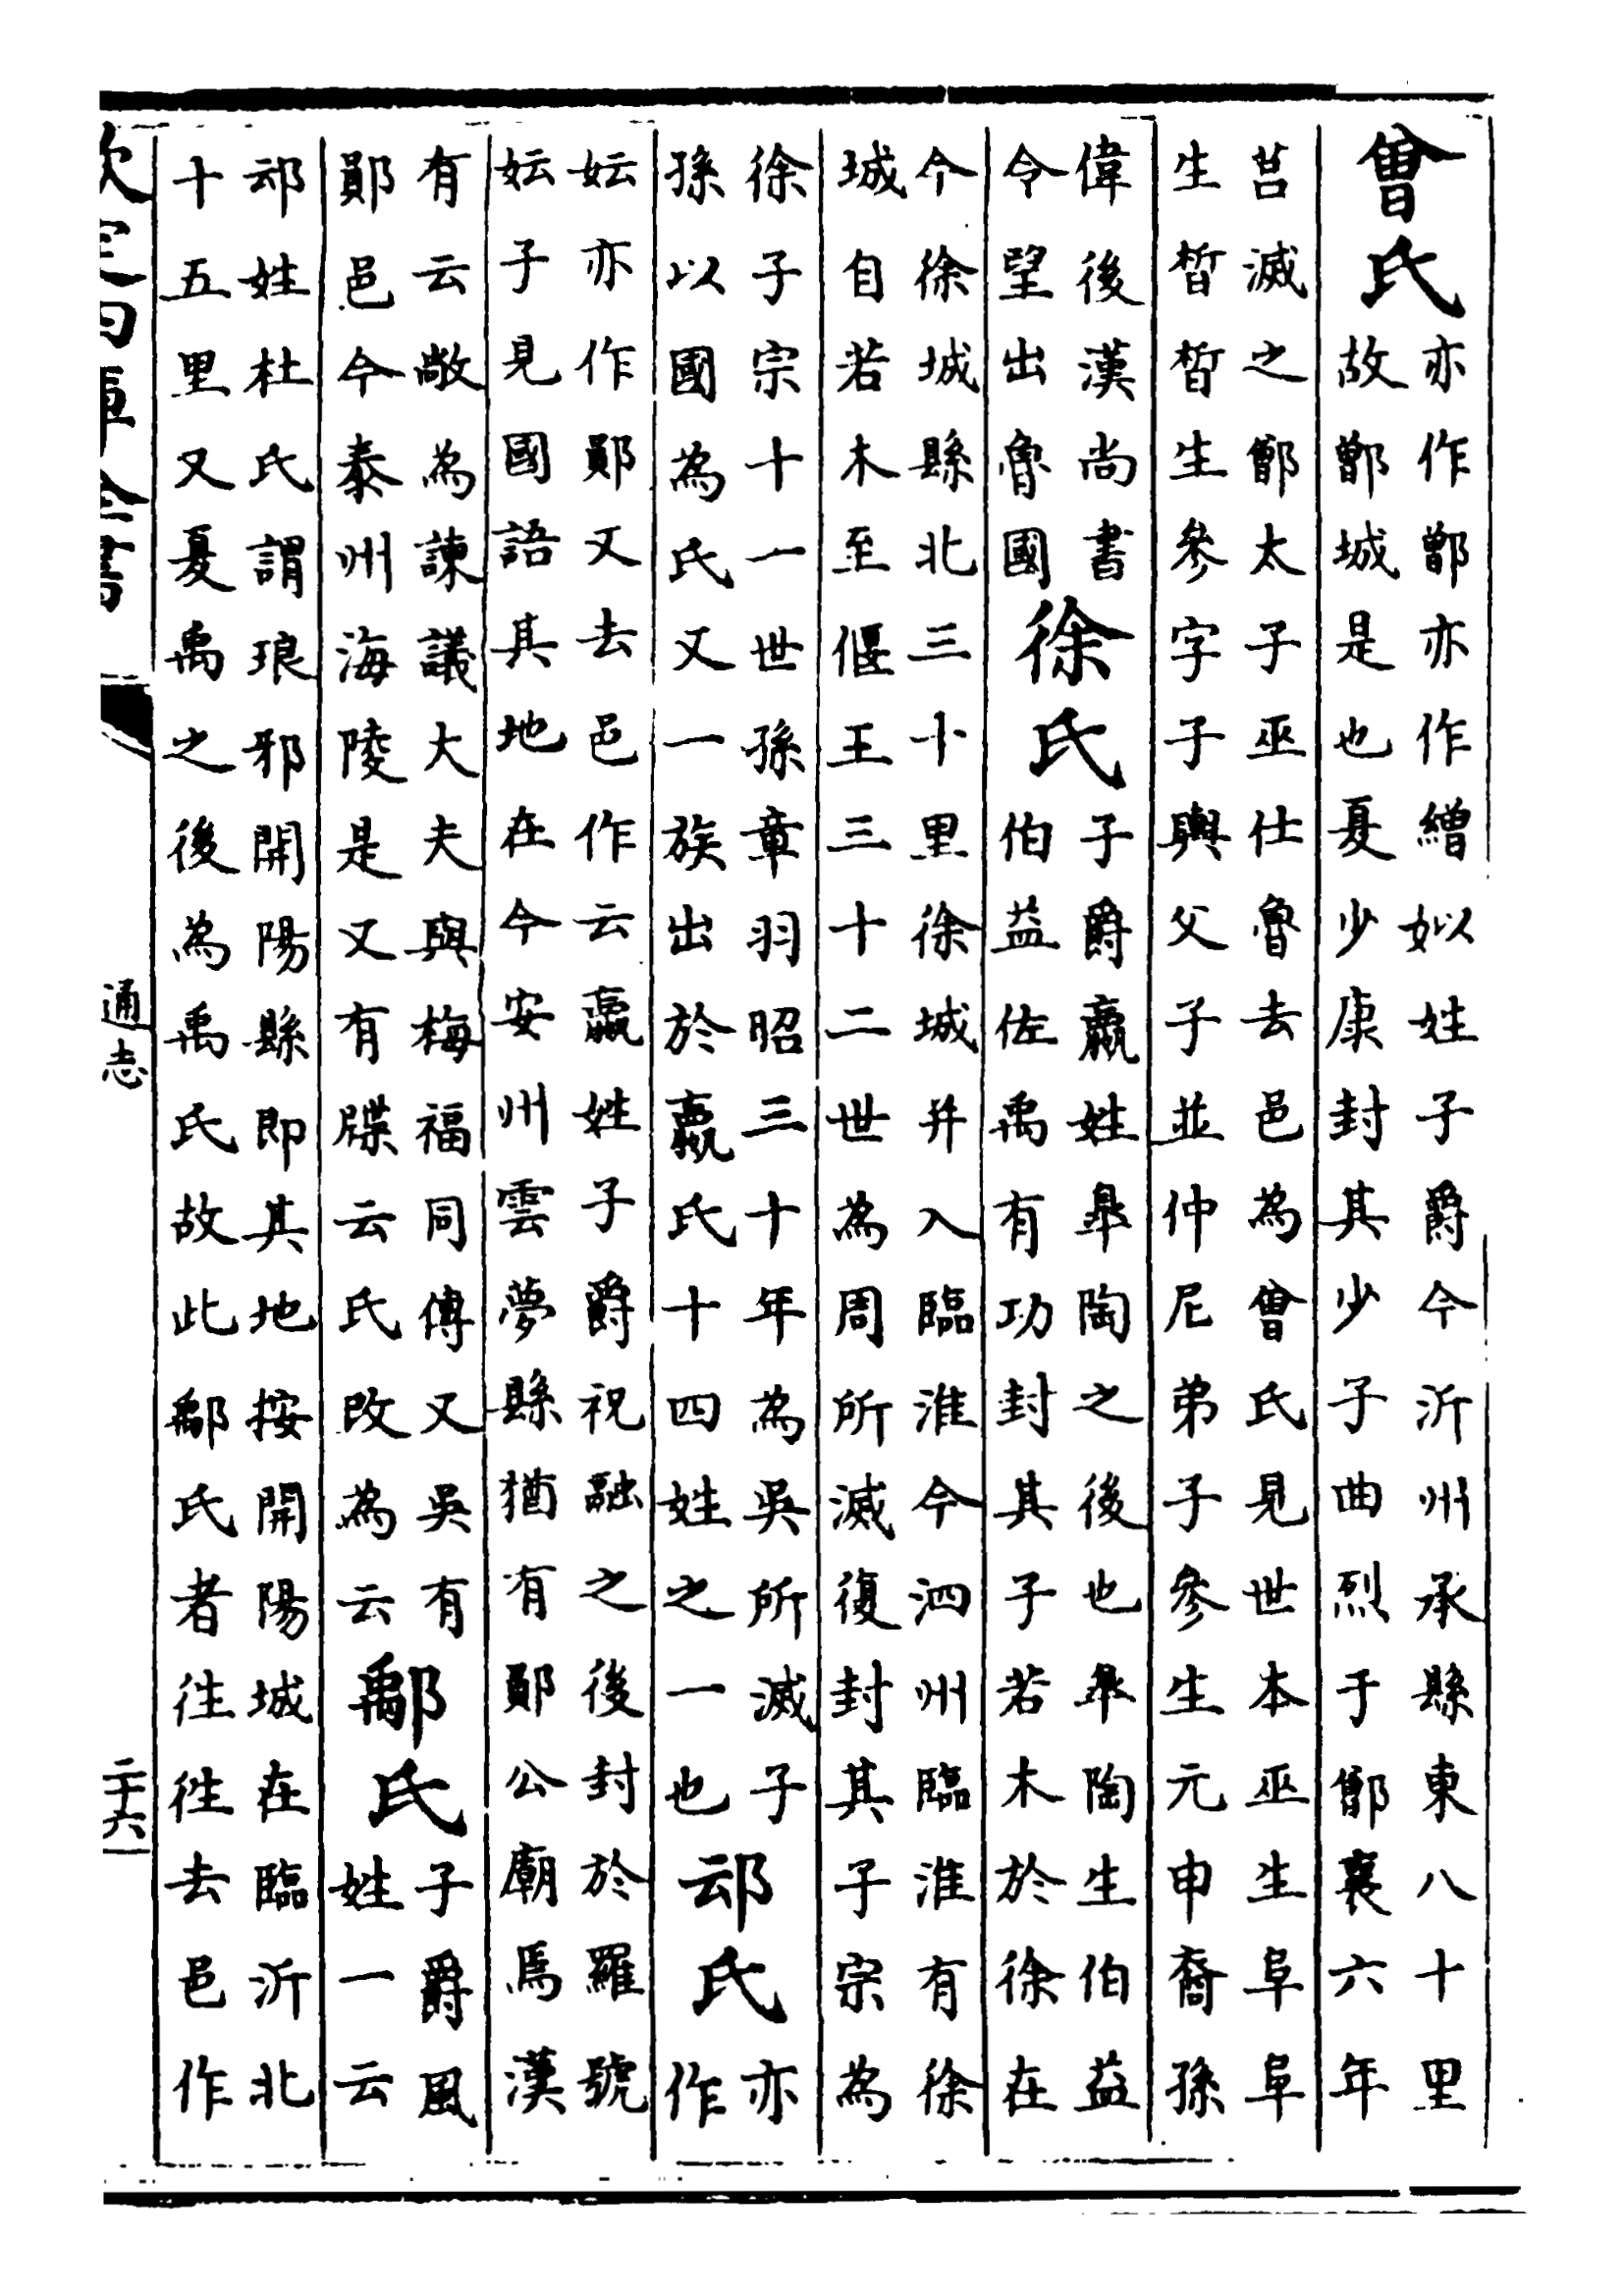 曾氏亦作鄫亦作繒姒姓子爵今沂州承縣東八十里
故鄫城是也夏少康封其少子曲烈于鄫襄六年
莒滅之鄫太子巫仕魯去邑為曾氏見世本巫生阜阜
生晳晳生參字子輿父子並仲尼弟子參生元申裔孫
偉後漢尚書
令望出魯國
徐氏子爵嬴姓皋陶之後也皋陶生伯益
伯益佐禹有功封其子若木於徐在
今徐城縣北三十里徐城并入臨淮今泗州臨淮有徐
城自若木至偃王三十二世為周所滅復封其子宗為
徐子宗十一世孫章羽昭三十年為吳所滅子
孫以國為氏又一族出於嬴氏十四姓之一也
邧氏亦
作
妘亦作鄖又去邑作云嬴姓子爵祝融之後封於羅號
妘子見國語其地在今安州雲夢縣猶有鄖公廟焉漢
有云敞為諫議大夫與梅福同傅又吳有
鄖邑今泰州海陵是又有牒云氏改為云
鄅氏子爵風
姓一云
邧姓杜氏謂琅邪開陽縣即其地按開陽城在臨沂北
十五里又夏禹之後為禹氏故此鄅氏者徃徃去邑作
欽定四庫全書
通志
二十六